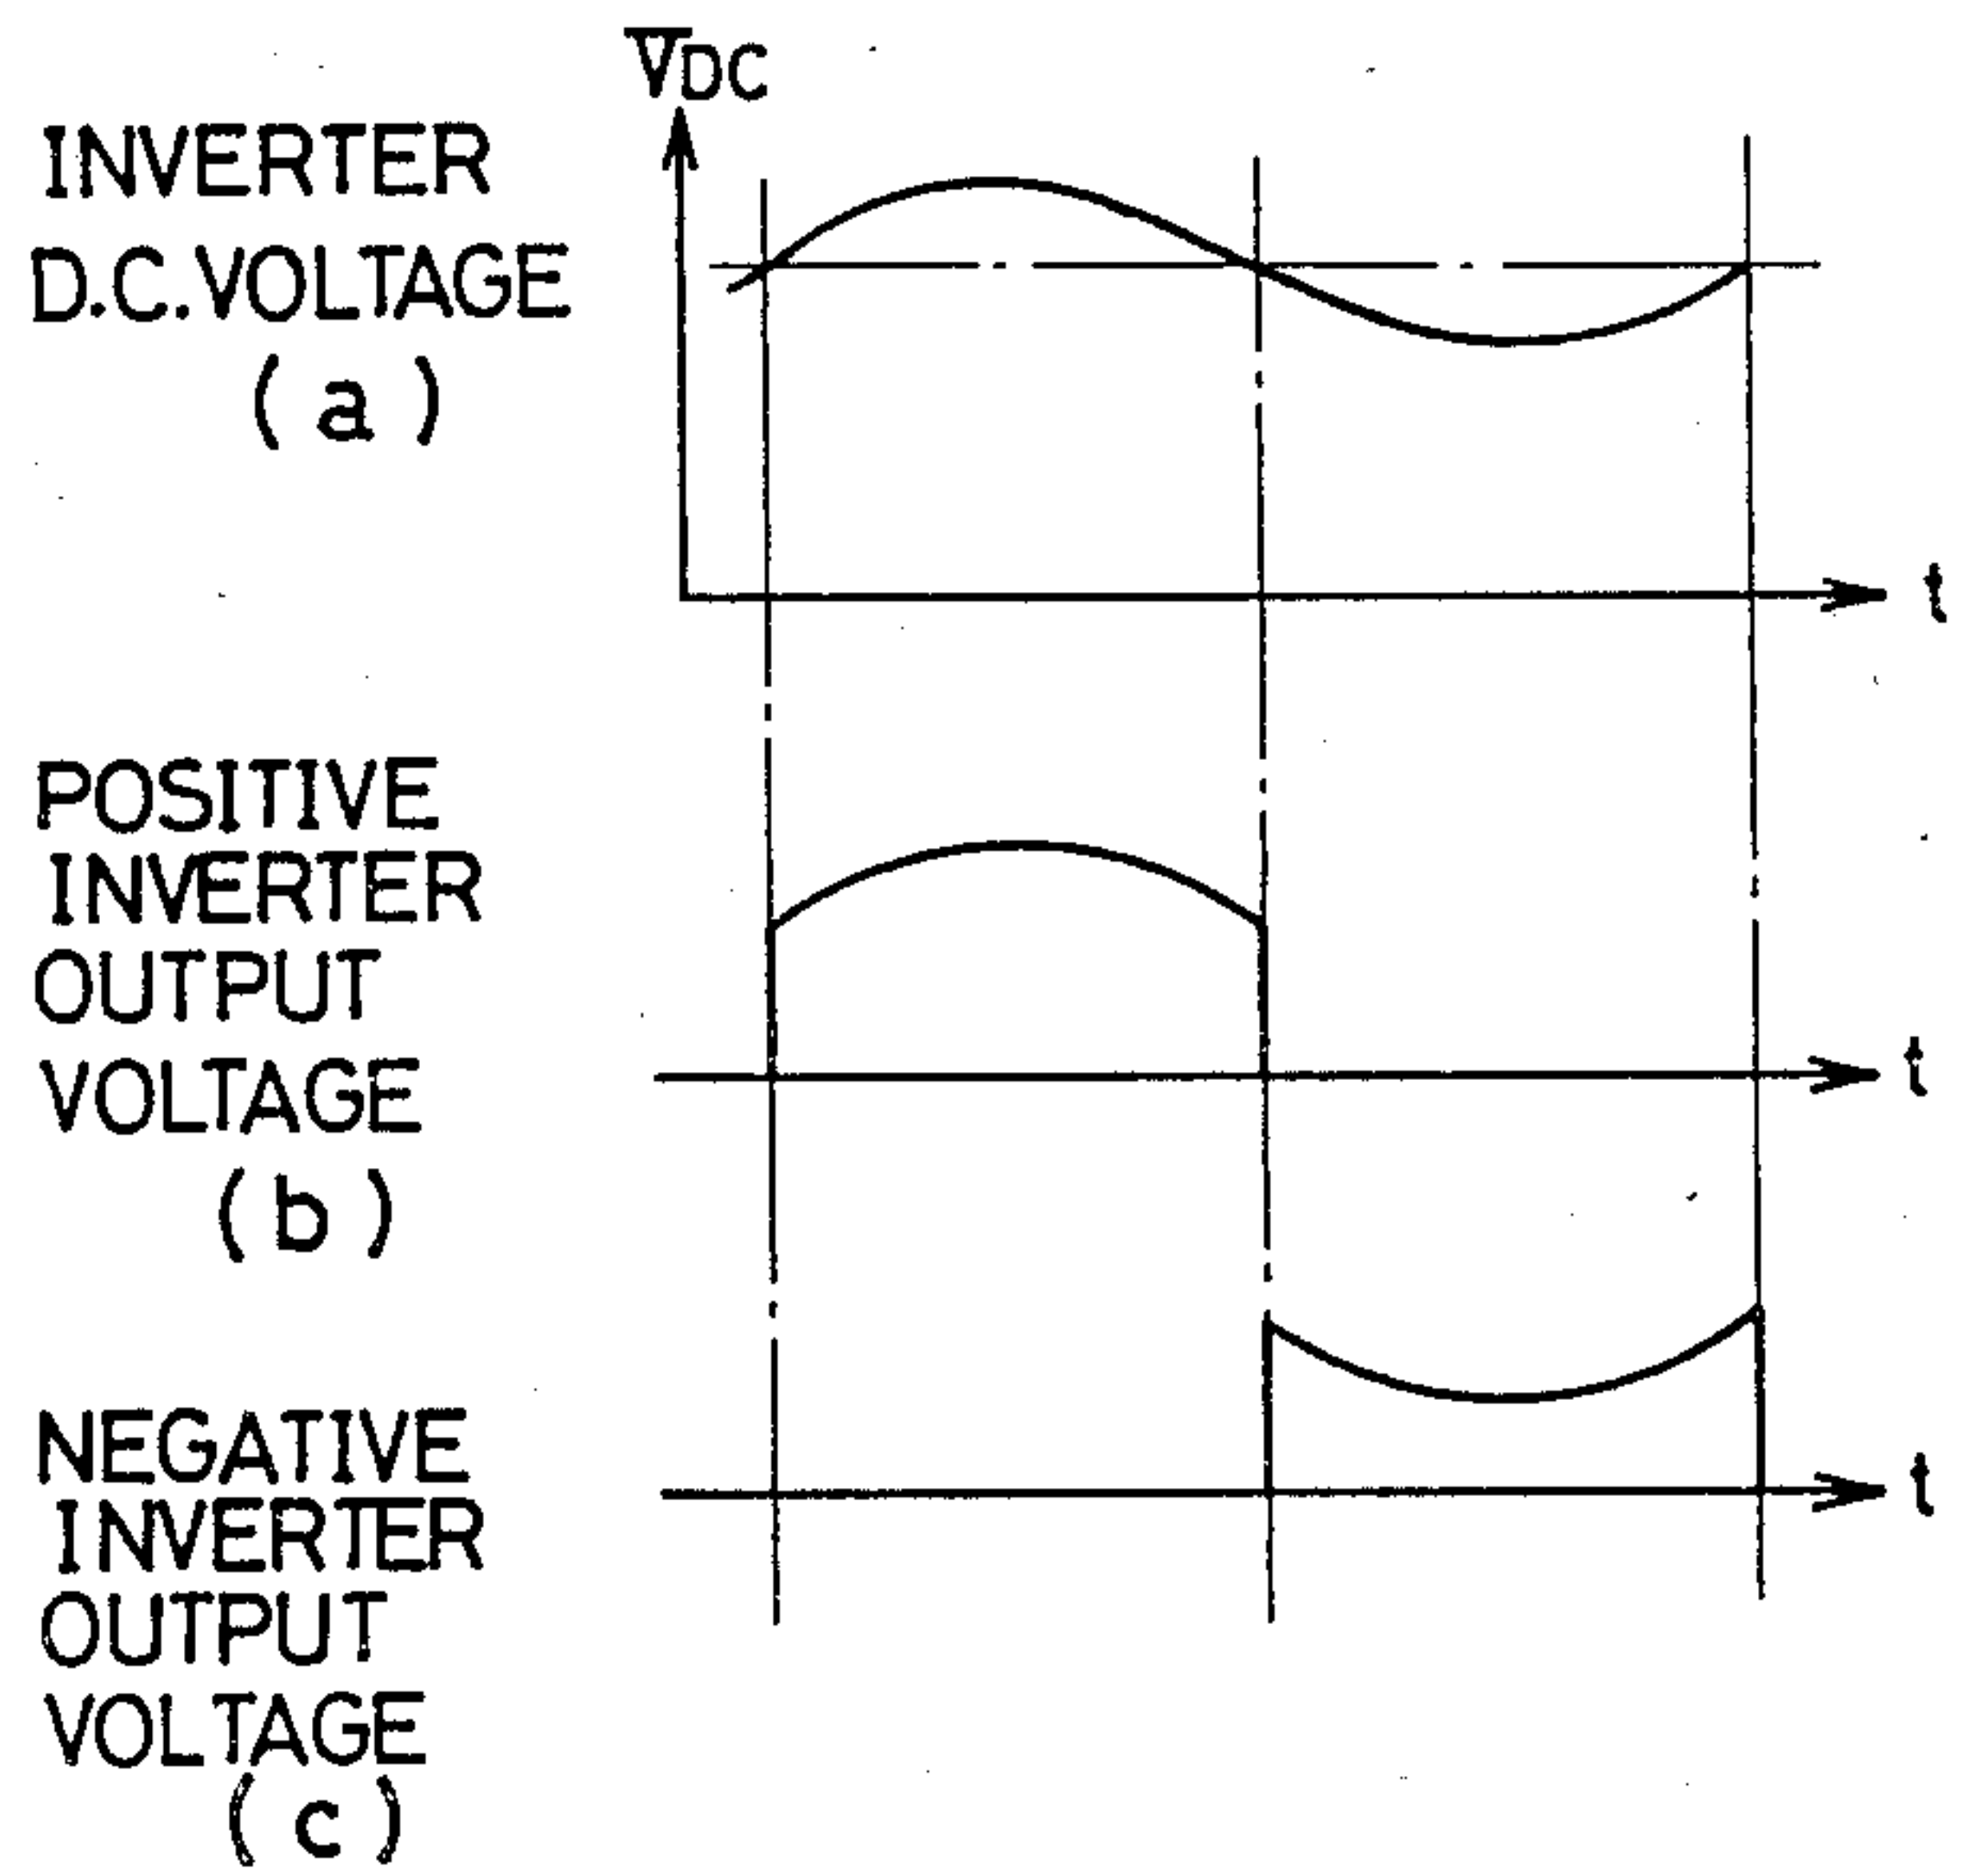 VDC
INVERTER
D.C.VOLTAGE
(a)
t
POSITIVE
INVERTER
OUTPUT
VOLTAGE
(b)
t
NEGATIVE
INVERTER
OUTPUT
VOLTAGE
(c)
t